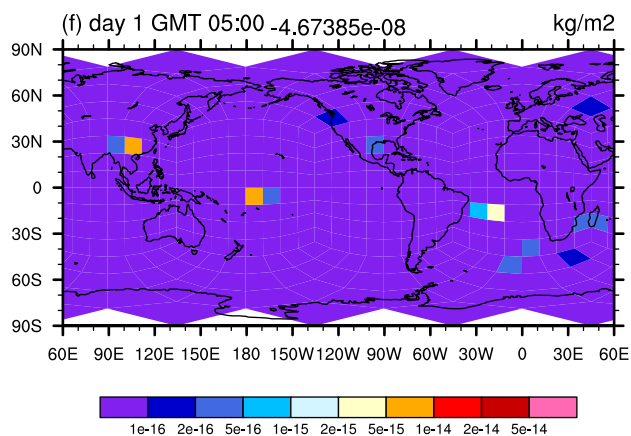 (f) day 1 GMT 05:00 -4.67385e-08 kg/m2
90N
60N
30N
0
30S
60S
90S
60E 90E 120E 150E 180 150W 120W 90W 60W 30W 0 30E 60E
1e-16 2e-16 5e-16 1e-15 2e-15 5e-15 1e-14 2e-14 5e-14